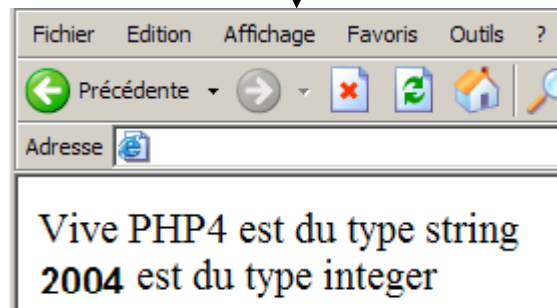 Fichier Edition Affichage Favoris Outils ?
Précédente
Adresse
Vive PHP4 est du type string
2004 est du type integer